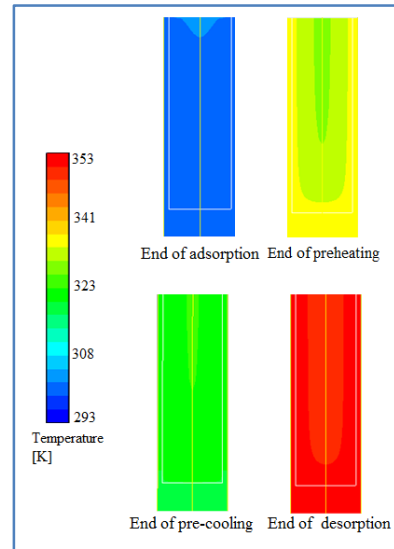 353
341
323
308
293
Temperature
[K]
End of adsorption
End of preheating
End of pre-cooling
End of desorption